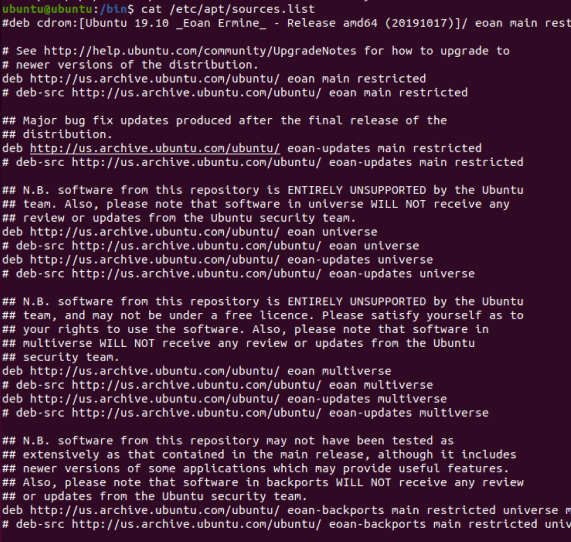 ubuntu@ubuntu:/bin$ cat /etc/apt/sources.list
#deb cdrom:[Ubuntu 19.10 _Eoan Ermine_ - Release amd64 (20191017)]/ eoan main rest

# See http://help.ubuntu.com/community/UpgradeNotes for how to upgrade to
# newer versions of the distribution.
deb http://us.archive.ubuntu.com/ubuntu/ eoan main restricted
# deb-src http://us.archive.ubuntu.com/ubuntu/ eoan main restricted

## Major bug fix updates produced after the final release of the
## distribution.
deb http://us.archive.ubuntu.com/ubuntu/ eoan-updates main restricted
# deb-src http://us.archive.ubuntu.com/ubuntu/ eoan-updates main restricted

## N.B. software from this repository is ENTIRELY UNSUPPORTED by the Ubuntu
## team. Also, please note that software in universe WILL NOT receive any
## review or updates from the Ubuntu security team.
deb http://us.archive.ubuntu.com/ubuntu/ eoan universe
# deb-src http://us.archive.ubuntu.com/ubuntu/ eoan universe
deb http://us.archive.ubuntu.com/ubuntu/ eoan-updates universe
# deb-src http://us.archive.ubuntu.com/ubuntu/ eoan-updates universe

## N.B. software from this repository is ENTIRELY UNSUPPORTED by the Ubuntu
## team, and may not be under a free licence. Please satisfy yourself as to
## your rights to use the software. Also, please note that software in
## multiverse WILL NOT receive any review or updates from the Ubuntu
## security team.
deb http://us.archive.ubuntu.com/ubuntu/ eoan multiverse
# deb-src http://us.archive.ubuntu.com/ubuntu/ eoan multiverse
deb http://us.archive.ubuntu.com/ubuntu/ eoan-updates multiverse
# deb-src http://us.archive.ubuntu.com/ubuntu/ eoan-updates multiverse

## N.B. software from this repository may not have been tested as
## extensively as that contained in the main release, although it includes
## newer versions of some applications which may provide useful features.
## Also, please note that software in backports WILL NOT receive any review
## or updates from the Ubuntu security team.
deb http://us.archive.ubuntu.com/ubuntu/ eoan-backports main restricted universe m
# deb-src http://us.archive.ubuntu.com/ubuntu/ eoan-backports main restricted univ